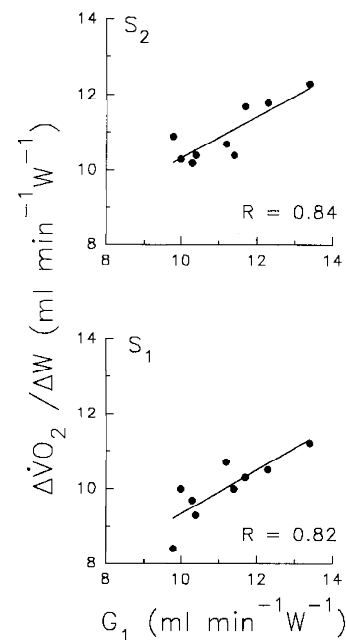 S₂
14
12
10
8
R = 0.84
8 10 12 14
ΔV̇O₂ /ΔW (ml min⁻¹W⁻¹)
S₁
14
12
10
8
R = 0.82
8 10 12 14
G₁ (ml min⁻¹W⁻¹)